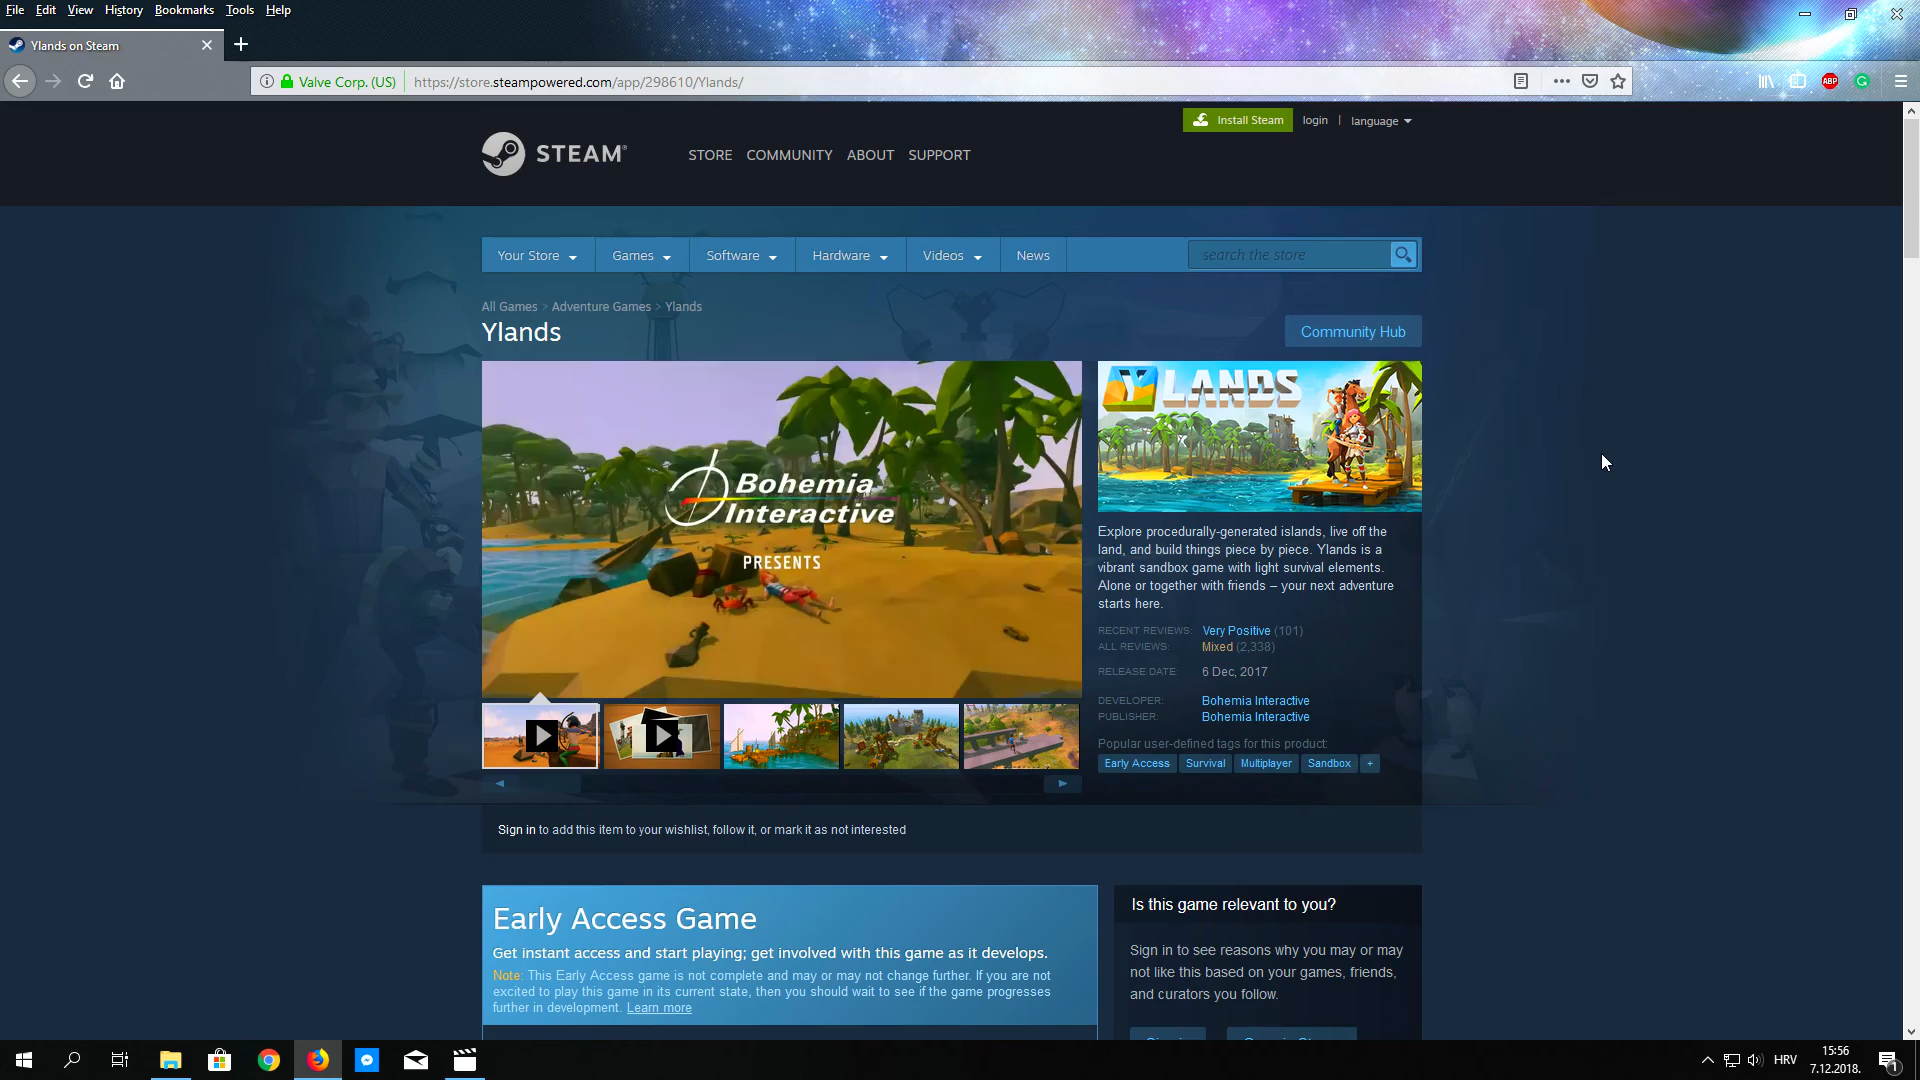 File Edit View History Bookmarks Tools Help
Ylands on Steam
Valve Corp. (US) https://store.steampowered.com/app/298610/Ylands/
ABP
Install Steam login | language
STEAM®
STORE COMMUNITY ABOUT SUPPORT
Your Store Games Software Hardware Videos News search the store
All Games > Adventure Games > Ylands
Ylands
Community Hub
Bohemia
Interactive
PRESENTS
YLANDS
Explore procedurally-generated islands, live off the
land, and build things piece by piece. Ylands is a
vibrant sandbox game with light survival elements.
Alone or together with friends – your next adventure
starts here.
RECENT REVIEWS: Very Positive (101)
ALL REVIEWS: Mixed (2,338)
RELEASE DATE: 6 Dec, 2017
DEVELOPER: Bohemia Interactive
PUBLISHER: Bohemia Interactive
Popular user-defined tags for this product:
Early Access Survival Multiplayer Sandbox +
Sign in to add this item to your wishlist, follow it, or mark it as not interested
Early Access Game
Get instant access and start playing; get involved with this game as it develops.
Note: This Early Access game is not complete and may or may not change further. If you are not
excited to play this game in its current state, then you should wait to see if the game progresses
further in development. Learn more
Is this game relevant to you?
Sign in to see reasons why you may or may
not like this based on your games, friends,
and curators you follow.
HRV
15:56
7.12.2018.
1